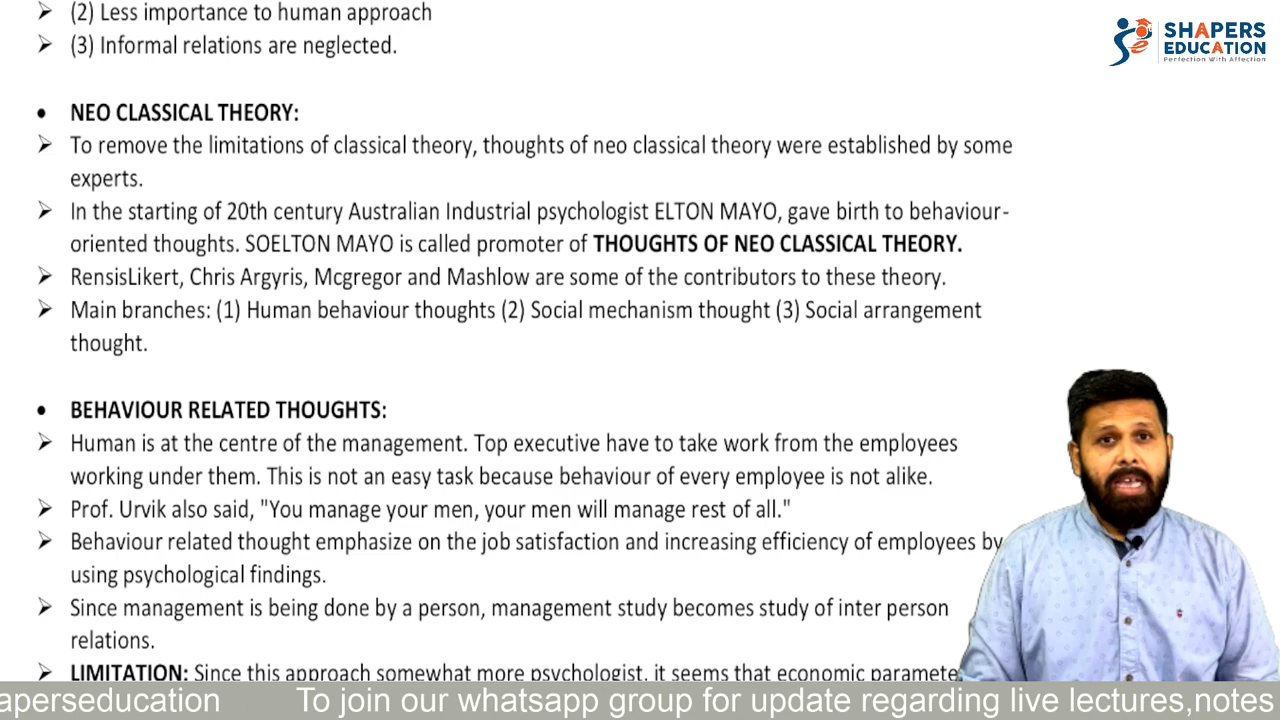 (2) Less importance to human approach
(3) Informal relations are neglected.
SHAPERS
EDUCATION
Perfection With Affection
NEO CLASSICAL THEORY:
To remove the limitations of classical theory, thoughts of neo classical theory were established by some
experts.
In the starting of 20th century Australian Industrial psychologist ELTON MAYO, gave birth to behaviour-
oriented thoughts. SOELTON MAYO is called promoter of THOUGHTS OF NEO CLASSICAL THEORY.
RensisLikert, Chris Argyris, Mcgregor and Mashlow are some of the contributors to these theory.
Main branches: (1) Human behaviour thoughts (2) Social mechanism thought (3) Social arrangement
thought.
BEHAVIOUR RELATED THOUGHTS:
Human is at the centre of the management. Top executive have to take work from the employees
working under them. This is not an easy task because behaviour of every employee is not alike.
Prof. Urvik also said, "You manage your men, your men will manage rest of all."
Behaviour related thought emphasize on the job satisfaction and increasing efficiency of employees by
using psychological findings.
Since management is being done by a person, management study becomes study of inter person
relations.
LIMITATION: Since this approach somewhat more psychologist, it seems that economic paramete
aperseducation To join our whatsapp group for update regarding live lectures,notes